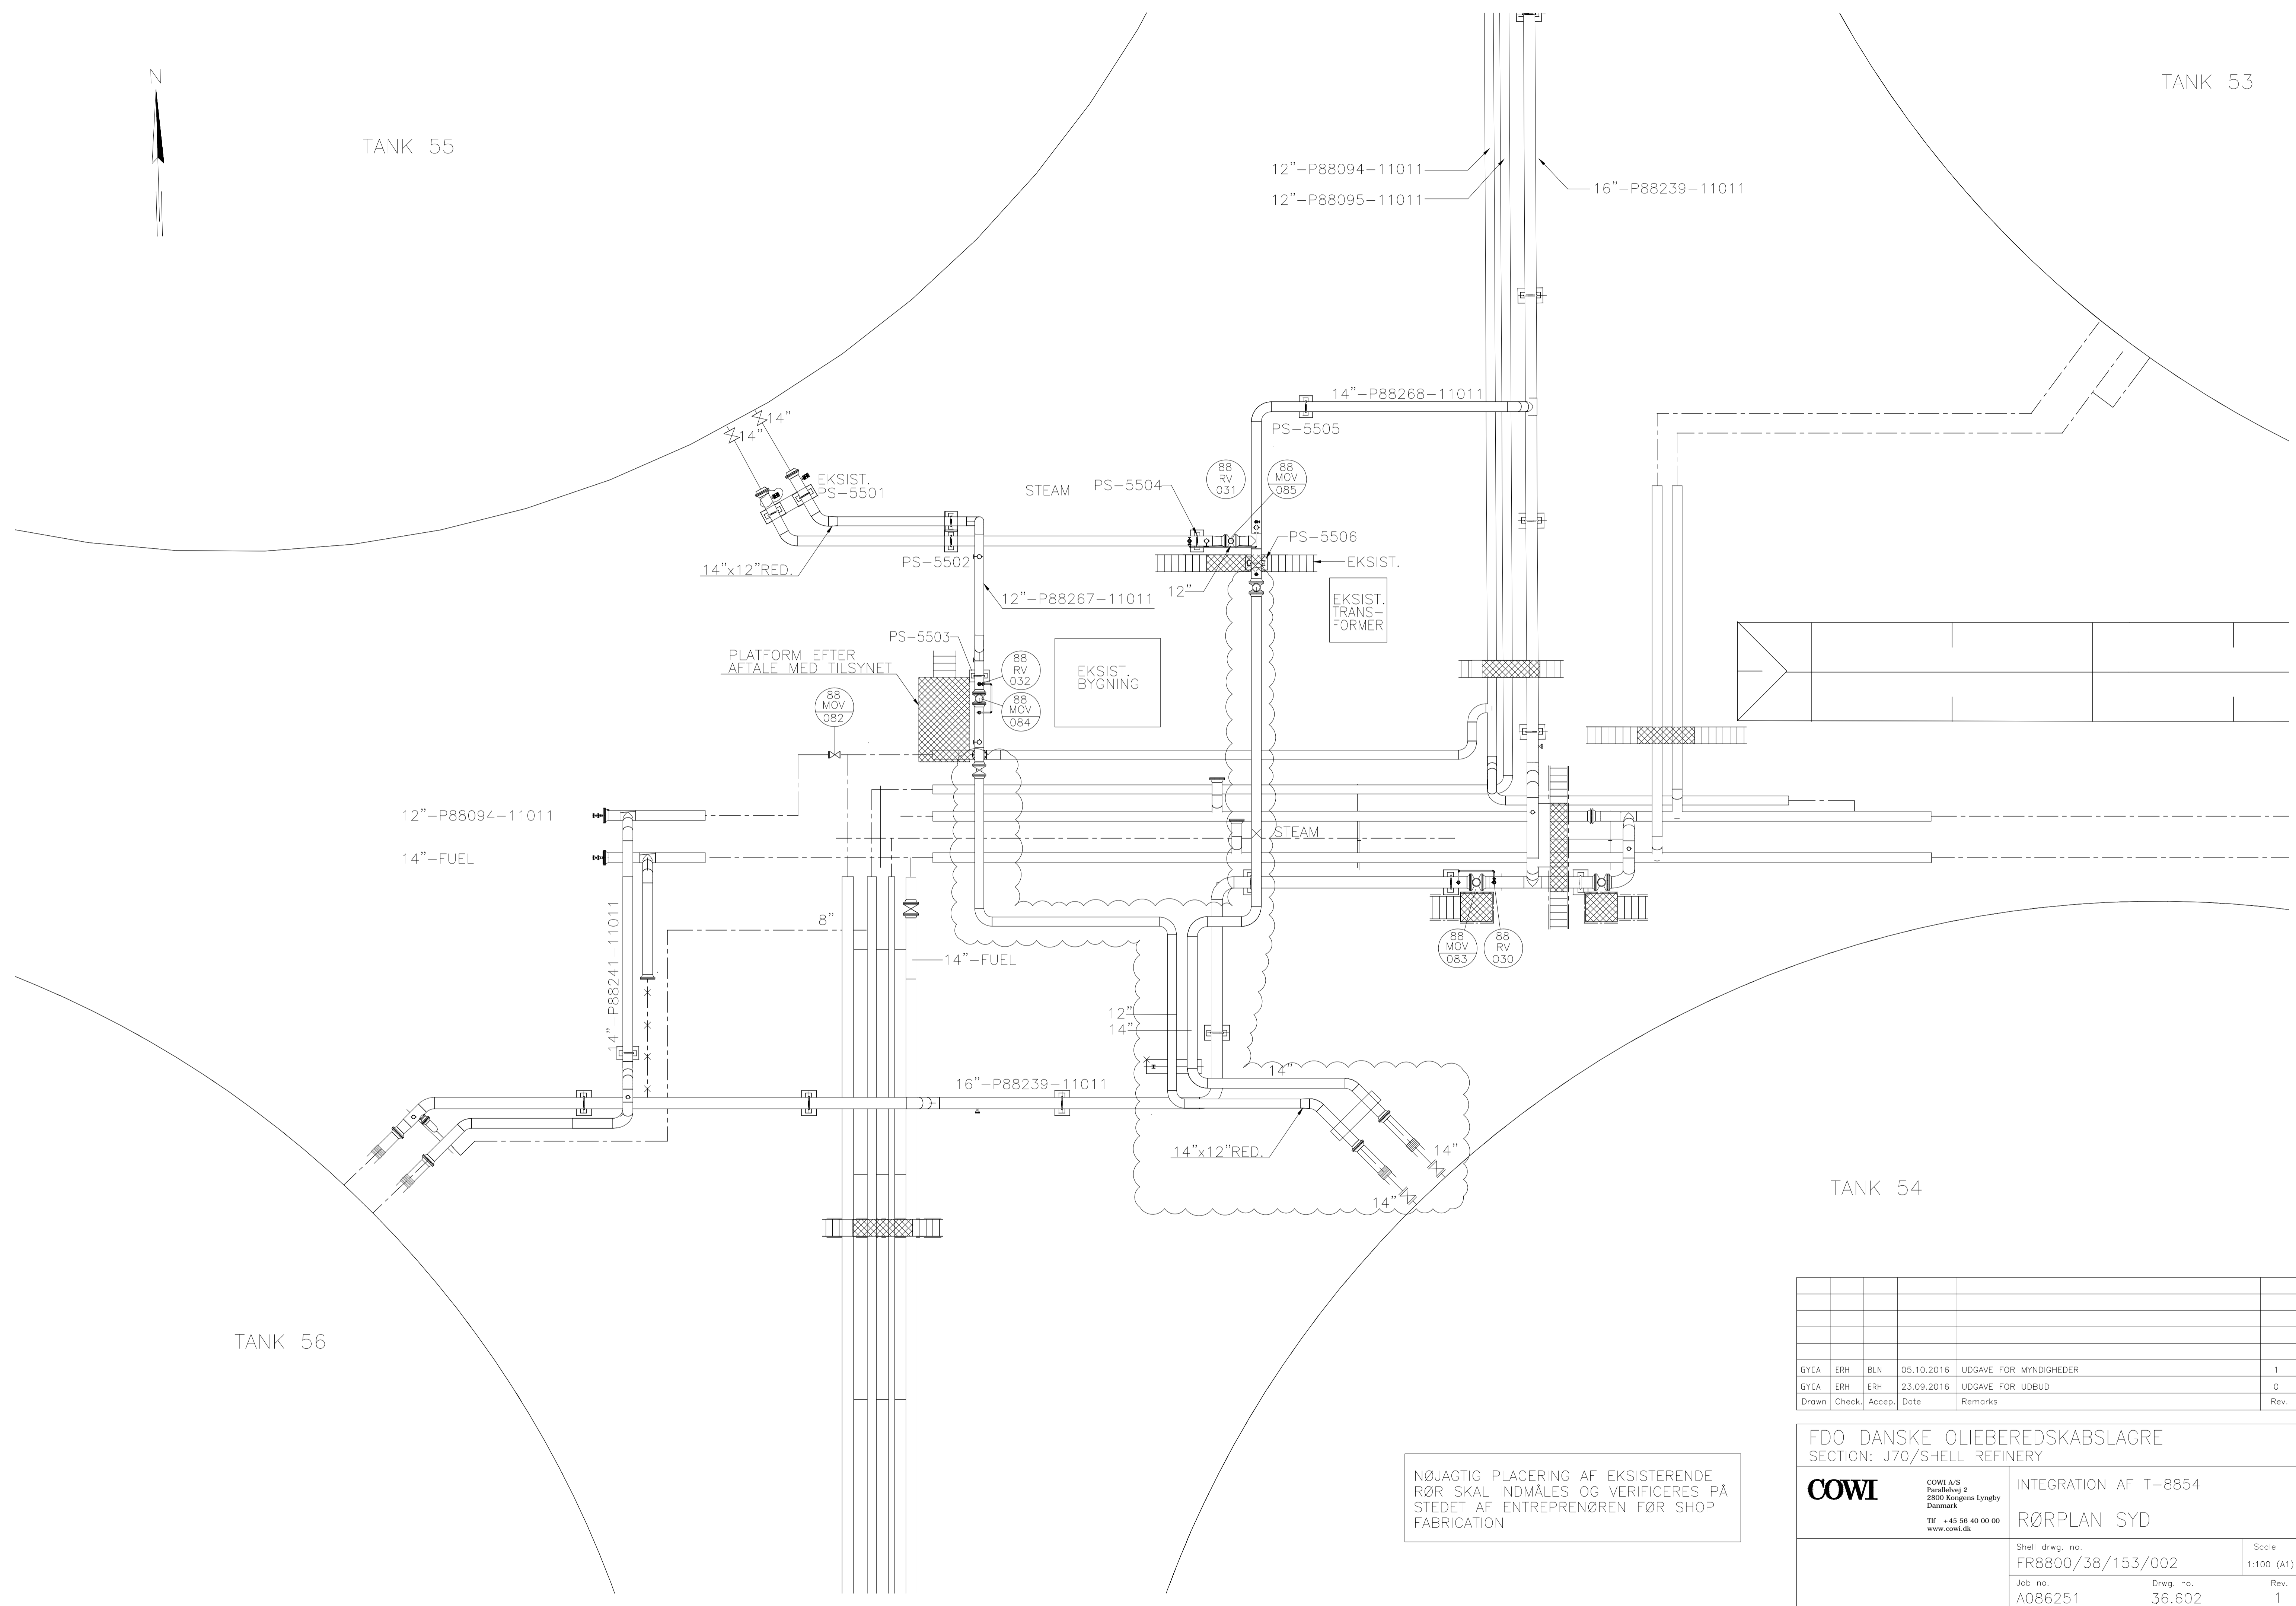 N
TANK 55
TANK 53
12"-P88094-11011
12"-P88095-11011
16"-P88239-11011
14"-P88268-11011
PS-5505
14"
14"
EKSIST.
PS-5501
STEAM
PS-5504
88
RV
031
88
MOV
085
PS-5506
EKSIST.
PS-5502
14"x12"RED.
12"
12"-P88267-11011
EKSIST.
TRANS-
FORMER
PS-5503
PLATFORM EFTER
AFTALE MED TILSYNET
88
RV
032
88
MOV
084
EKSIST.
BYGNING
88
MOV
082
12"-P88094-11011
14"-FUEL
STEAM
14"-P88241-11011
8"
14"-FUEL
88
MOV
083
88
RV
030
12"
14"
14"
16"-P88239-11011
14"x12"RED.
14"
14"
TANK 54
TANK 56
NØJAGTIG PLACERING AF EKSISTERENDE
RØR SKAL INDMÅLES OG VERIFICERES PÅ
STEDET AF ENTREPRENØREN FØR SHOP
FABRICATION
GYCA ERH BLN 05.10.2016 UDGAVE FOR MYNDIGHEDER 1
GYCA ERH ERH 23.09.2016 UDGAVE FOR UDBUD 0
Drawn Check. Accep. Date Remarks Rev.
FDO DANSKE OLIEBEREDSKABSLAGRE
SECTION: J70/SHELL REFINERY
COWI
COWI A/S
Parallelvej 2
2800 Kongens Lyngby
Danmark
Tlf +45 56 40 00 00
www.cowi.dk
INTEGRATION AF T-8854
RØRPLAN SYD
Shell drwg. no.
FR8800/38/153/002
Scale
1:100 (A1)
Job no.
A086251
Drwg. no.
36.602
Rev.
1